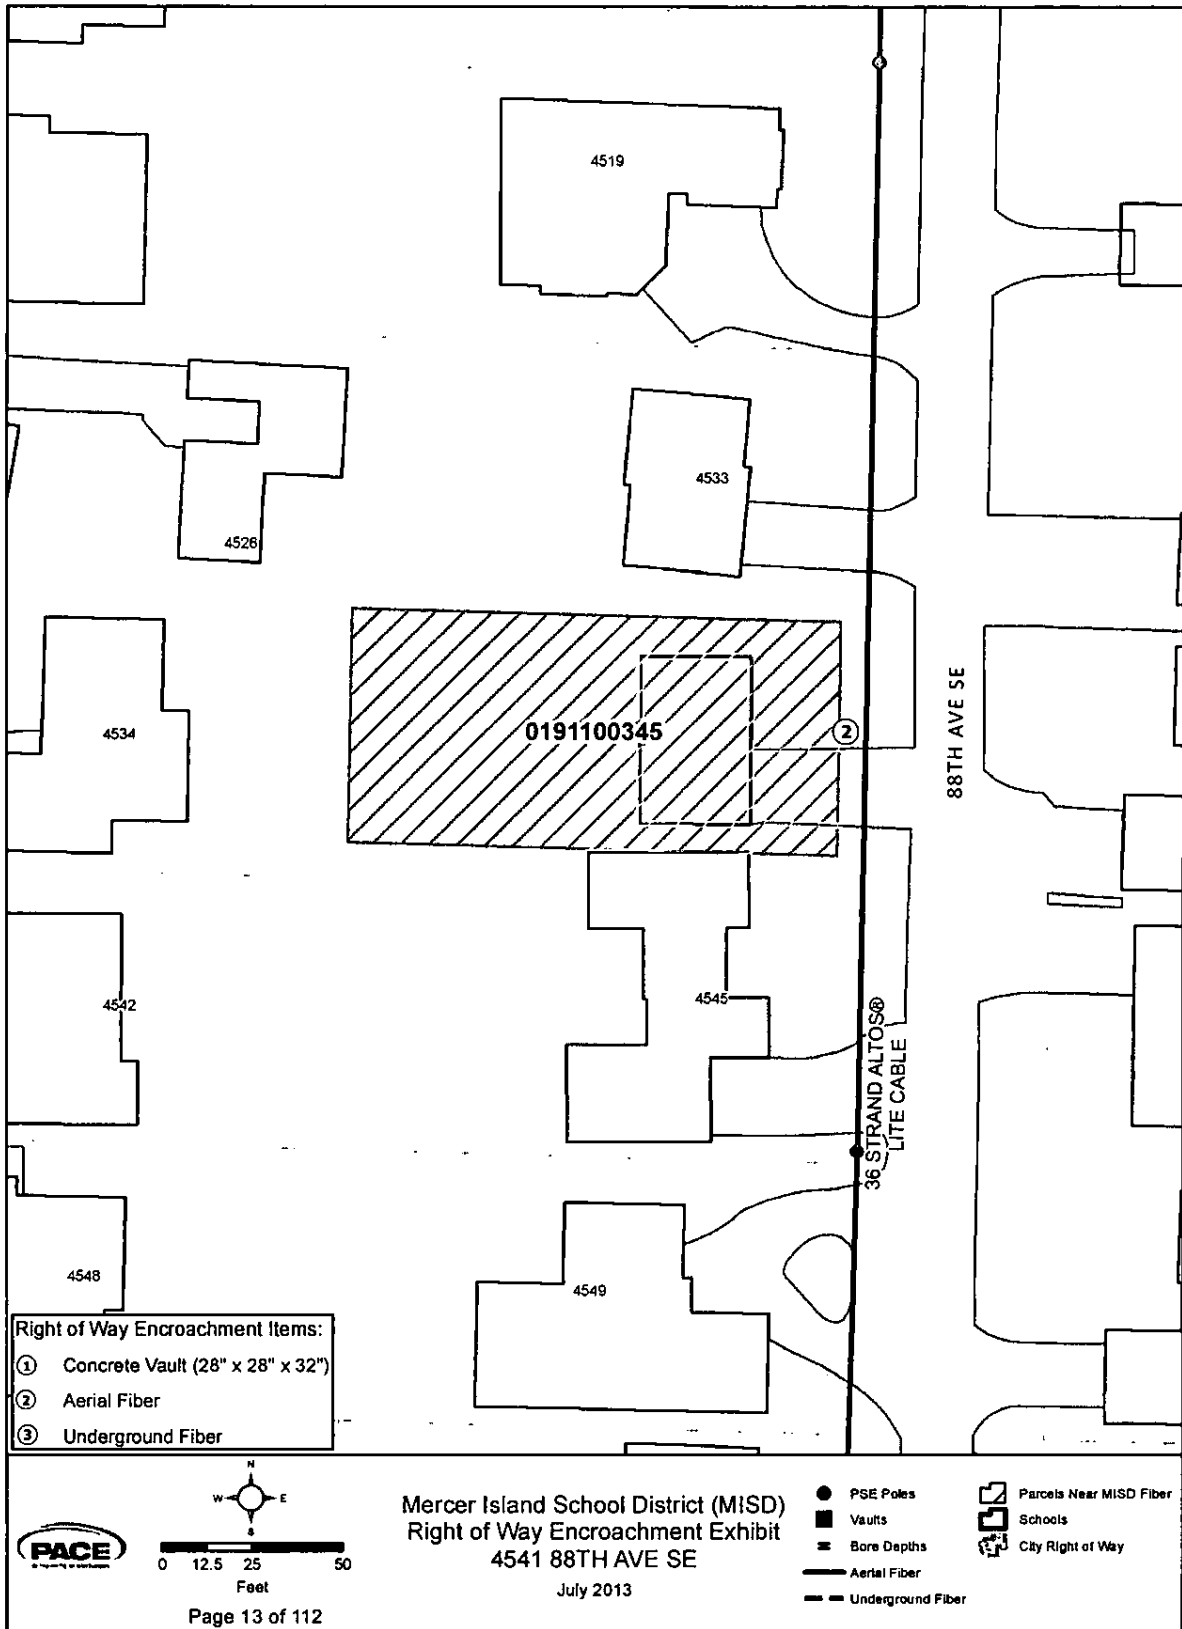 4519
4533
4526
0191100345
2
4534
88TH AVE SE
4545
4542
36 STRAND ALTOS®
LITE CABLE
4548
4549
Right of Way Encroachment Items:
1 Concrete Vault (28" x 28" x 32")
2 Aerial Fiber
3 Underground Fiber
N
W E
S
PACE
0 12.5 25 50
Feet
Page 13 of 112
Mercer Island School District (MISD)
Right of Way Encroachment Exhibit
4541 88TH AVE SE
July 2013
PSE Poles
Vaults
Bore Depths
Aerial Fiber
Underground Fiber
Parcels Near MISD Fiber
Schools
City Right of Way